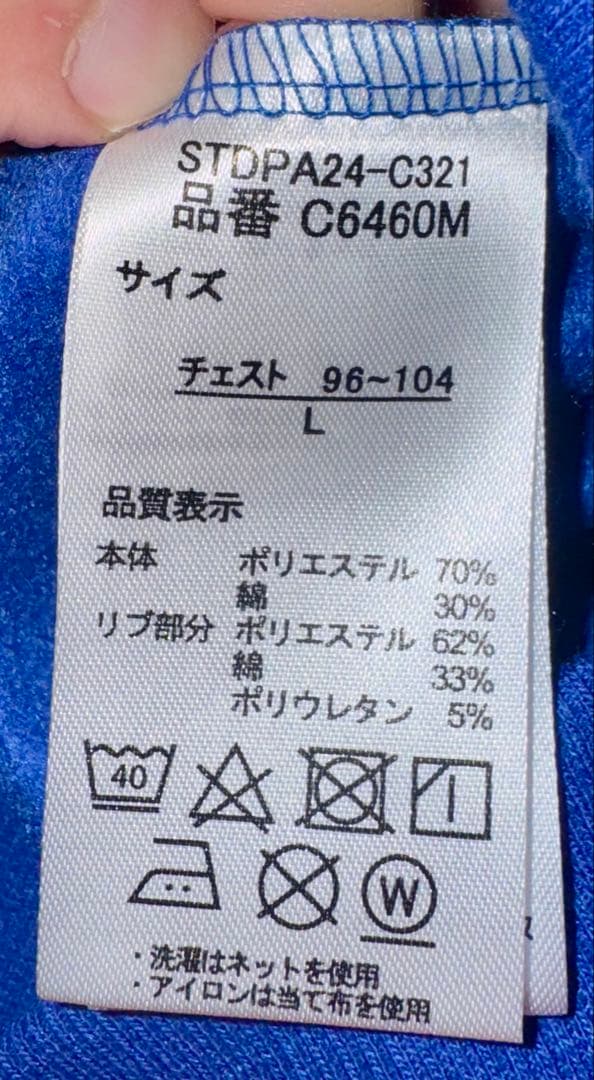 STDPA24-C321
品番 C6460M
サイズ
チェスト 96~104
L
品質表示
本体 ポリエステル 70%
綿 30%
リブ部分 ポリエステル 62%
綿 33%
ポリウレタン 5%
40
W
・洗濯はネットを使用
・アイロンは当て布を使用